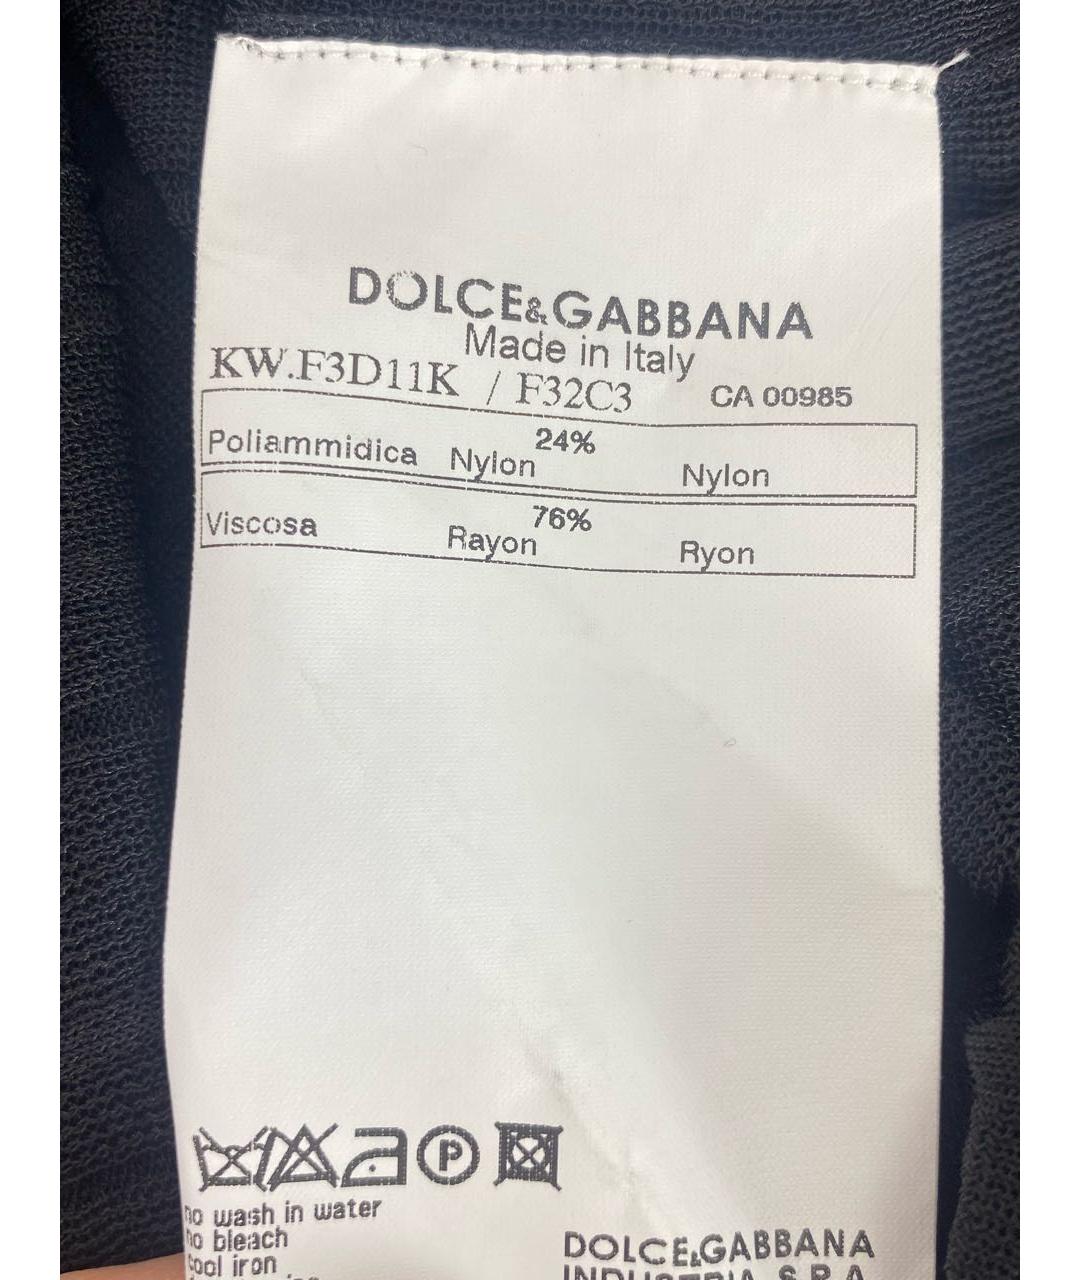 DOLCE&GABBANA
Made in Italy
KW.F3D11K / F32C3 CA 00985
Poliammidica Nylon 24% Nylon
Viscosa Rayon 76% Ryon
P
no wash in water
no bleach
cool iron
DOLCE&GABBANA
INDUSTRIA S.P.A.